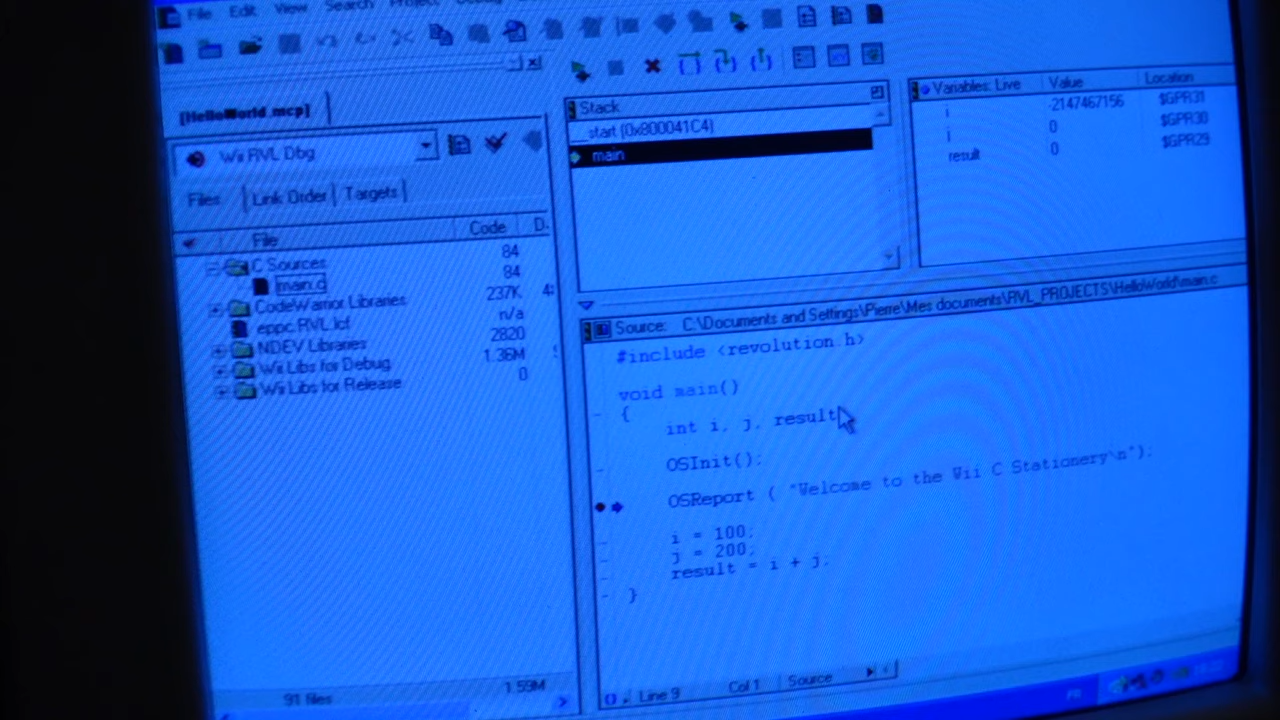 File Edit View Search Project Debug
[HelloWorld.mcp]
Wii RVL Dbg
Files Link Order Targets
File Code D.
C Sources 84
main.c 84
CodeWarrior Libraries 237K
eppc.RVL.lcf n/a
NDEV Libraries 2820
Wii Libs for Debug 1.36M
Wii Libs for Release 0
91 files 1.59M
Stack
__start (0x800041C4)
main
Variables: Live Value Location
i -2147467156 $GPR31
j 0 $GPR30
result 0 $GPR29
Source: C:\Documents and Settings\Pierre\Mes documents\RVL_PROJECTS\HelloWorld\main.c
#include <revolution.h>
void main()
{
int i, j, result
OSInit();
OSReport ( "Welcome to the Wii C Stationery\n");
i = 100;
j = 200;
result = i + j;
}
Line 9 Col 1 Source
FR